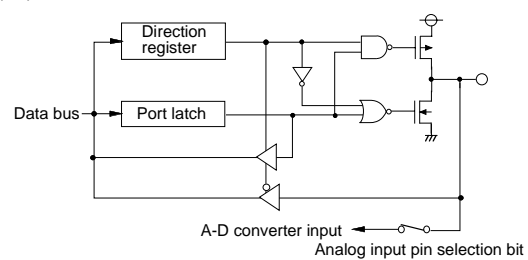 Direction
register
Data bus
Port latch
A-D converter input
Analog input pin selection bit